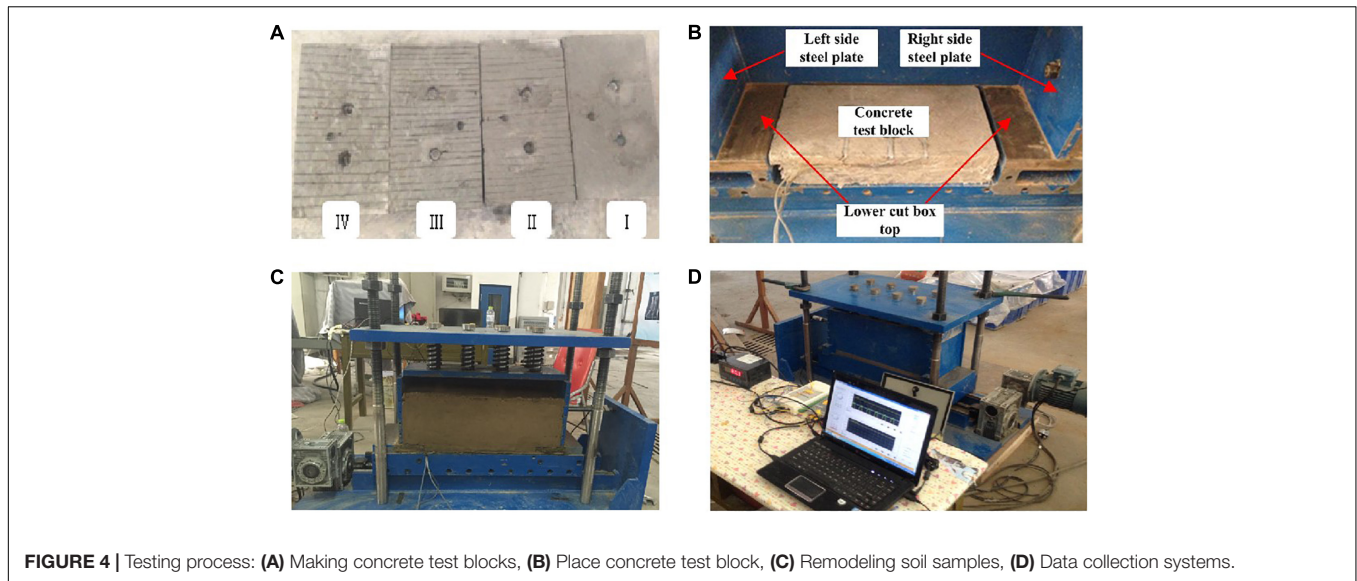 A
IV
III
II
I
B
Left side
steel plate
Right side
steel plate
Concrete
test block
Lower cut box
top
C
D
FIGURE 4 | Testing process: (A) Making concrete test blocks, (B) Place concrete test block, (C) Remodeling soil samples, (D) Data collection systems.